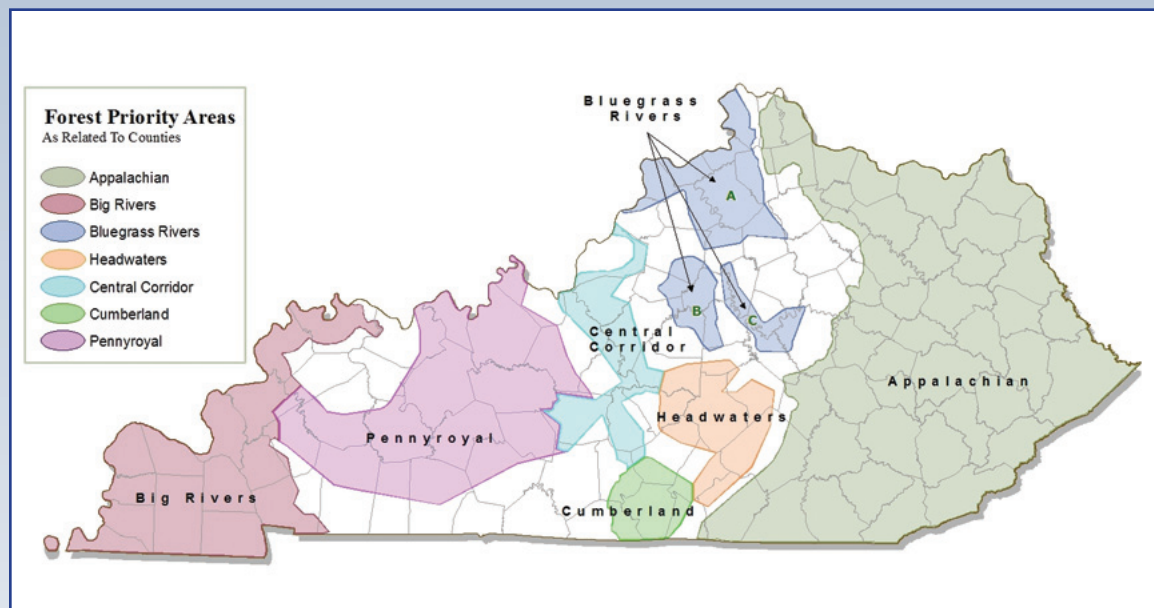 Forest Priority Areas
As Related To Counties
Appalachian
Big Rivers
Bluegrass Rivers
Headwaters
Central Corridor
Cumberland
Pennyroyal
Bluegrass
Rivers
A
B
C
Central
Corridor
Appalachian
Headwaters
Pennyroyal
Big Rivers
Cumberland